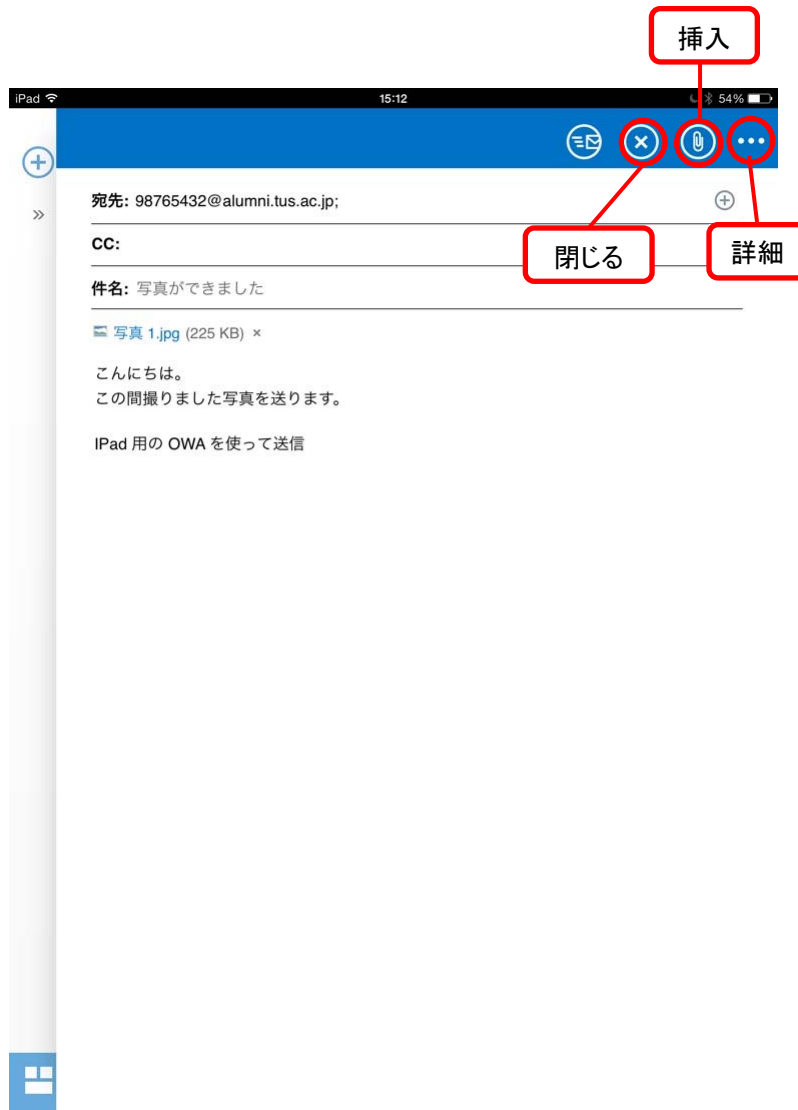 挿入
iPad 15:12 54%
宛先: 98765432@alumni.tus.ac.jp;
CC:
閉じる
詳細
件名: 写真ができました
写真 1.jpg (225 KB) ×
こんにちは。
この間撮りました写真を送ります。
IPad 用の OWA を使って送信